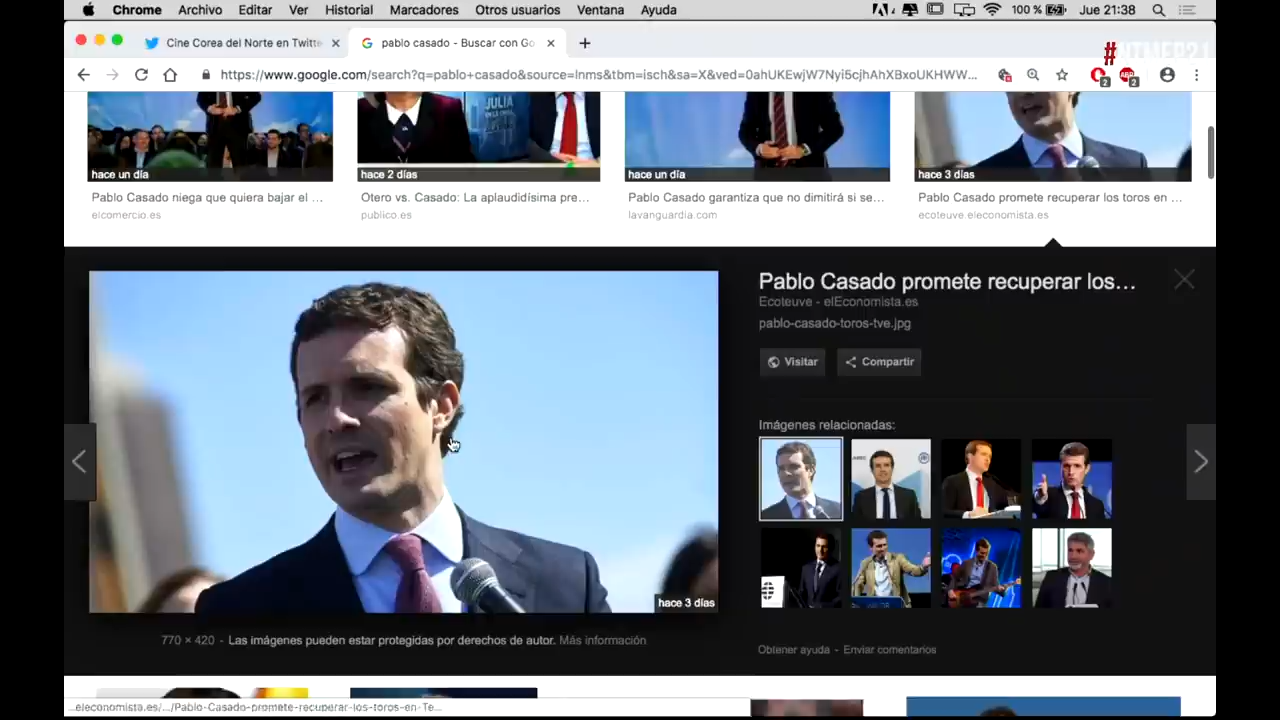 Chrome Archivo Editar Ver Historial Marcadores Otros usuarios Ventana Ayuda 100 % Jue 21:38
Cine Corea del Norte en Twitte
pablo casado - Buscar con Go
https://www.google.com/search?q=pablo+casado&source=lnms&tbm=isch&sa=X&ved=0ahUKEwjW7Nyi5cjhAhXBxoUKHWW...
2 ABP 2
#NTMEP21
JULIA
hace un día
hace 2 días
hace un día
hace 3 días
Pablo Casado niega que quiera bajar el ...
Otero vs. Casado: La aplaudidísima pre...
Pablo Casado garantiza que no dimitirá si se...
Pablo Casado promete recuperar los toros en ...
elcomercio.es
publico.es
lavanguardia.com
ecoteuve.eleconomista.es
Pablo Casado promete recuperar los...
Ecoteuve - elEconomista.es
pablo-casado-toros-tve.jpg
Visitar
Compartir
Imágenes relacionadas:
hace 3 días
770 × 420 - Las imágenes pueden estar protegidas por derechos de autor. Más información
Obtener ayuda - Enviar comentarios
...eleconomista.es/.../Pablo-Casado-promete-recuperar-los-toros-en-Te...